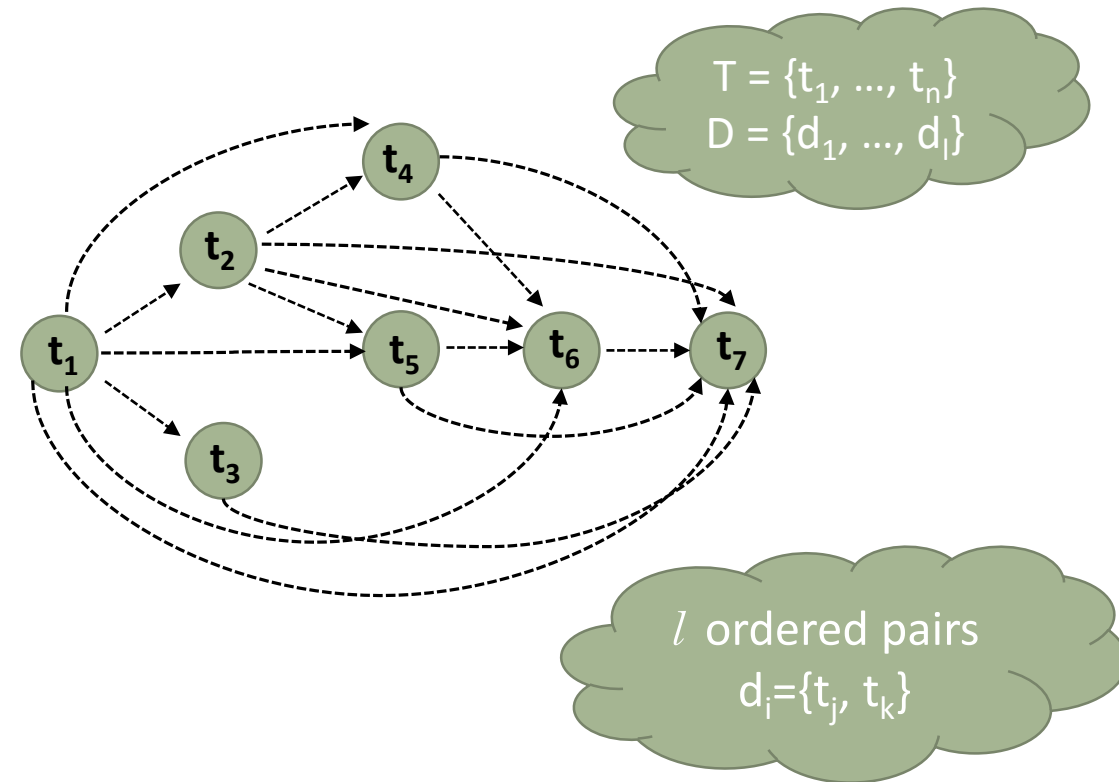 T = {t₁, ..., tₙ}
D = {d₁, ..., dₗ}
t₄
t₂
t₁
t₅
t₆
t₇
t₃
l ordered pairs
dᵢ={tⱼ, tₖ}